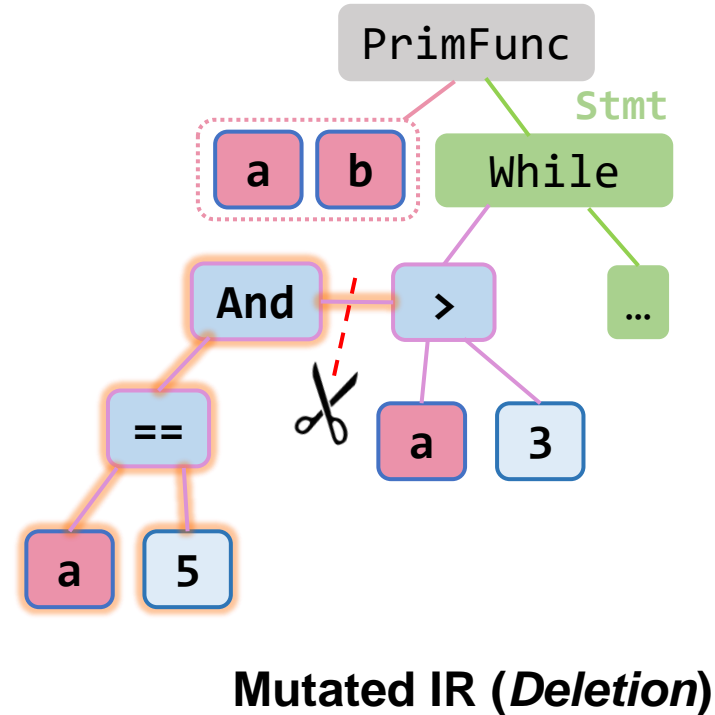 PrimFunc
Stmt
a b While
And > …
== a 3
a 5
Mutated IR (Deletion)